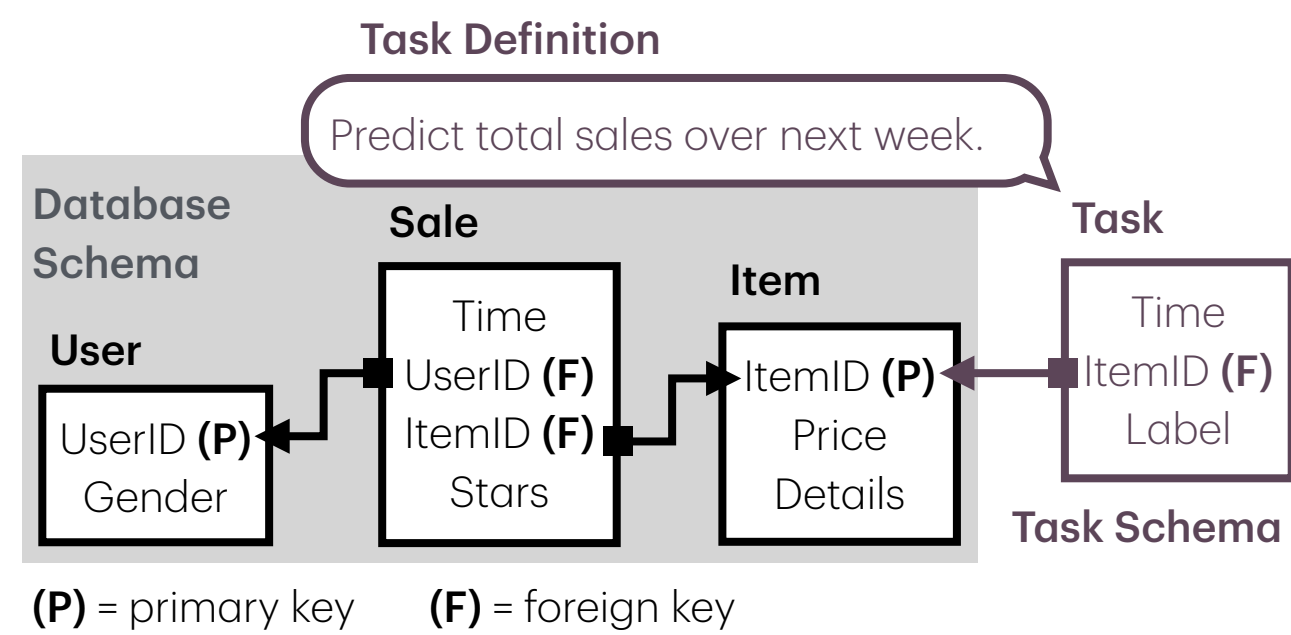 Task Definition
Predict total sales over next week.
Database
Schema
User
UserID (P)
Gender
Sale
Time
UserID (F)
ItemID (F)
Stars
Item
ItemID (P)
Price
Details
Task
Time
ItemID (F)
Label
Task Schema
(P) = primary key (F) = foreign key